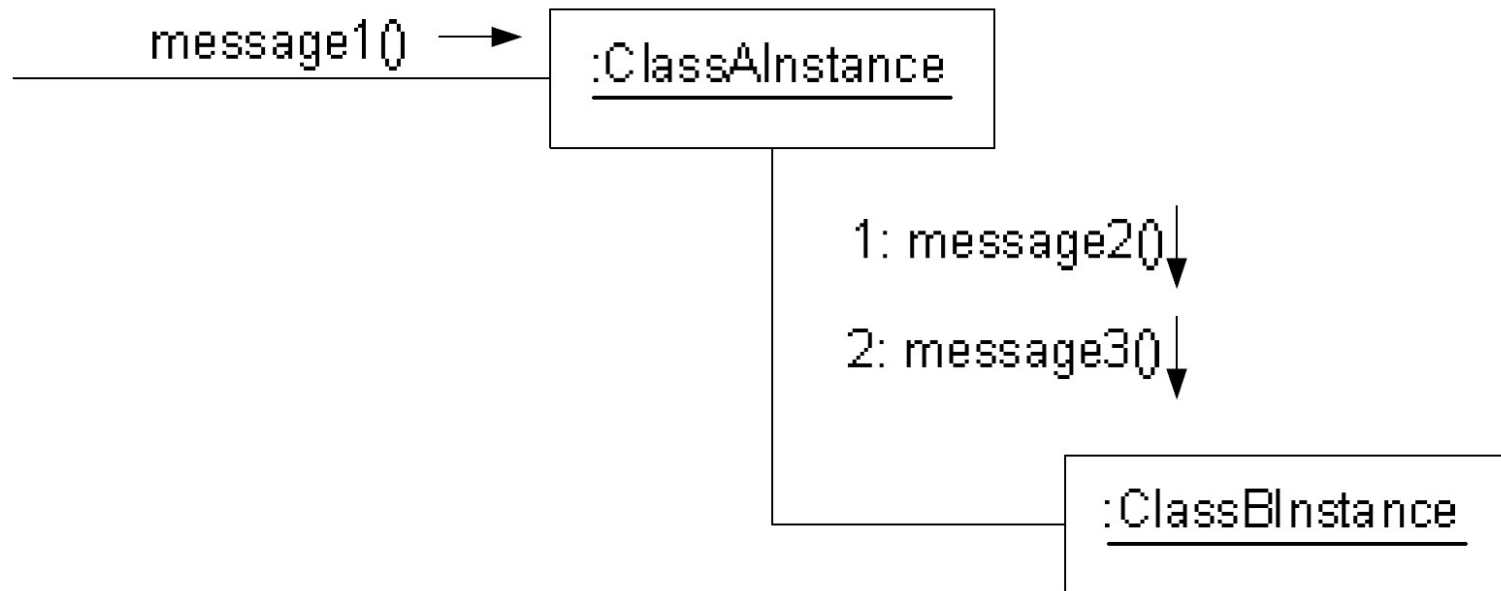 message1()
:ClassAInstance
1: message2()
2: message3()
:ClassBInstance